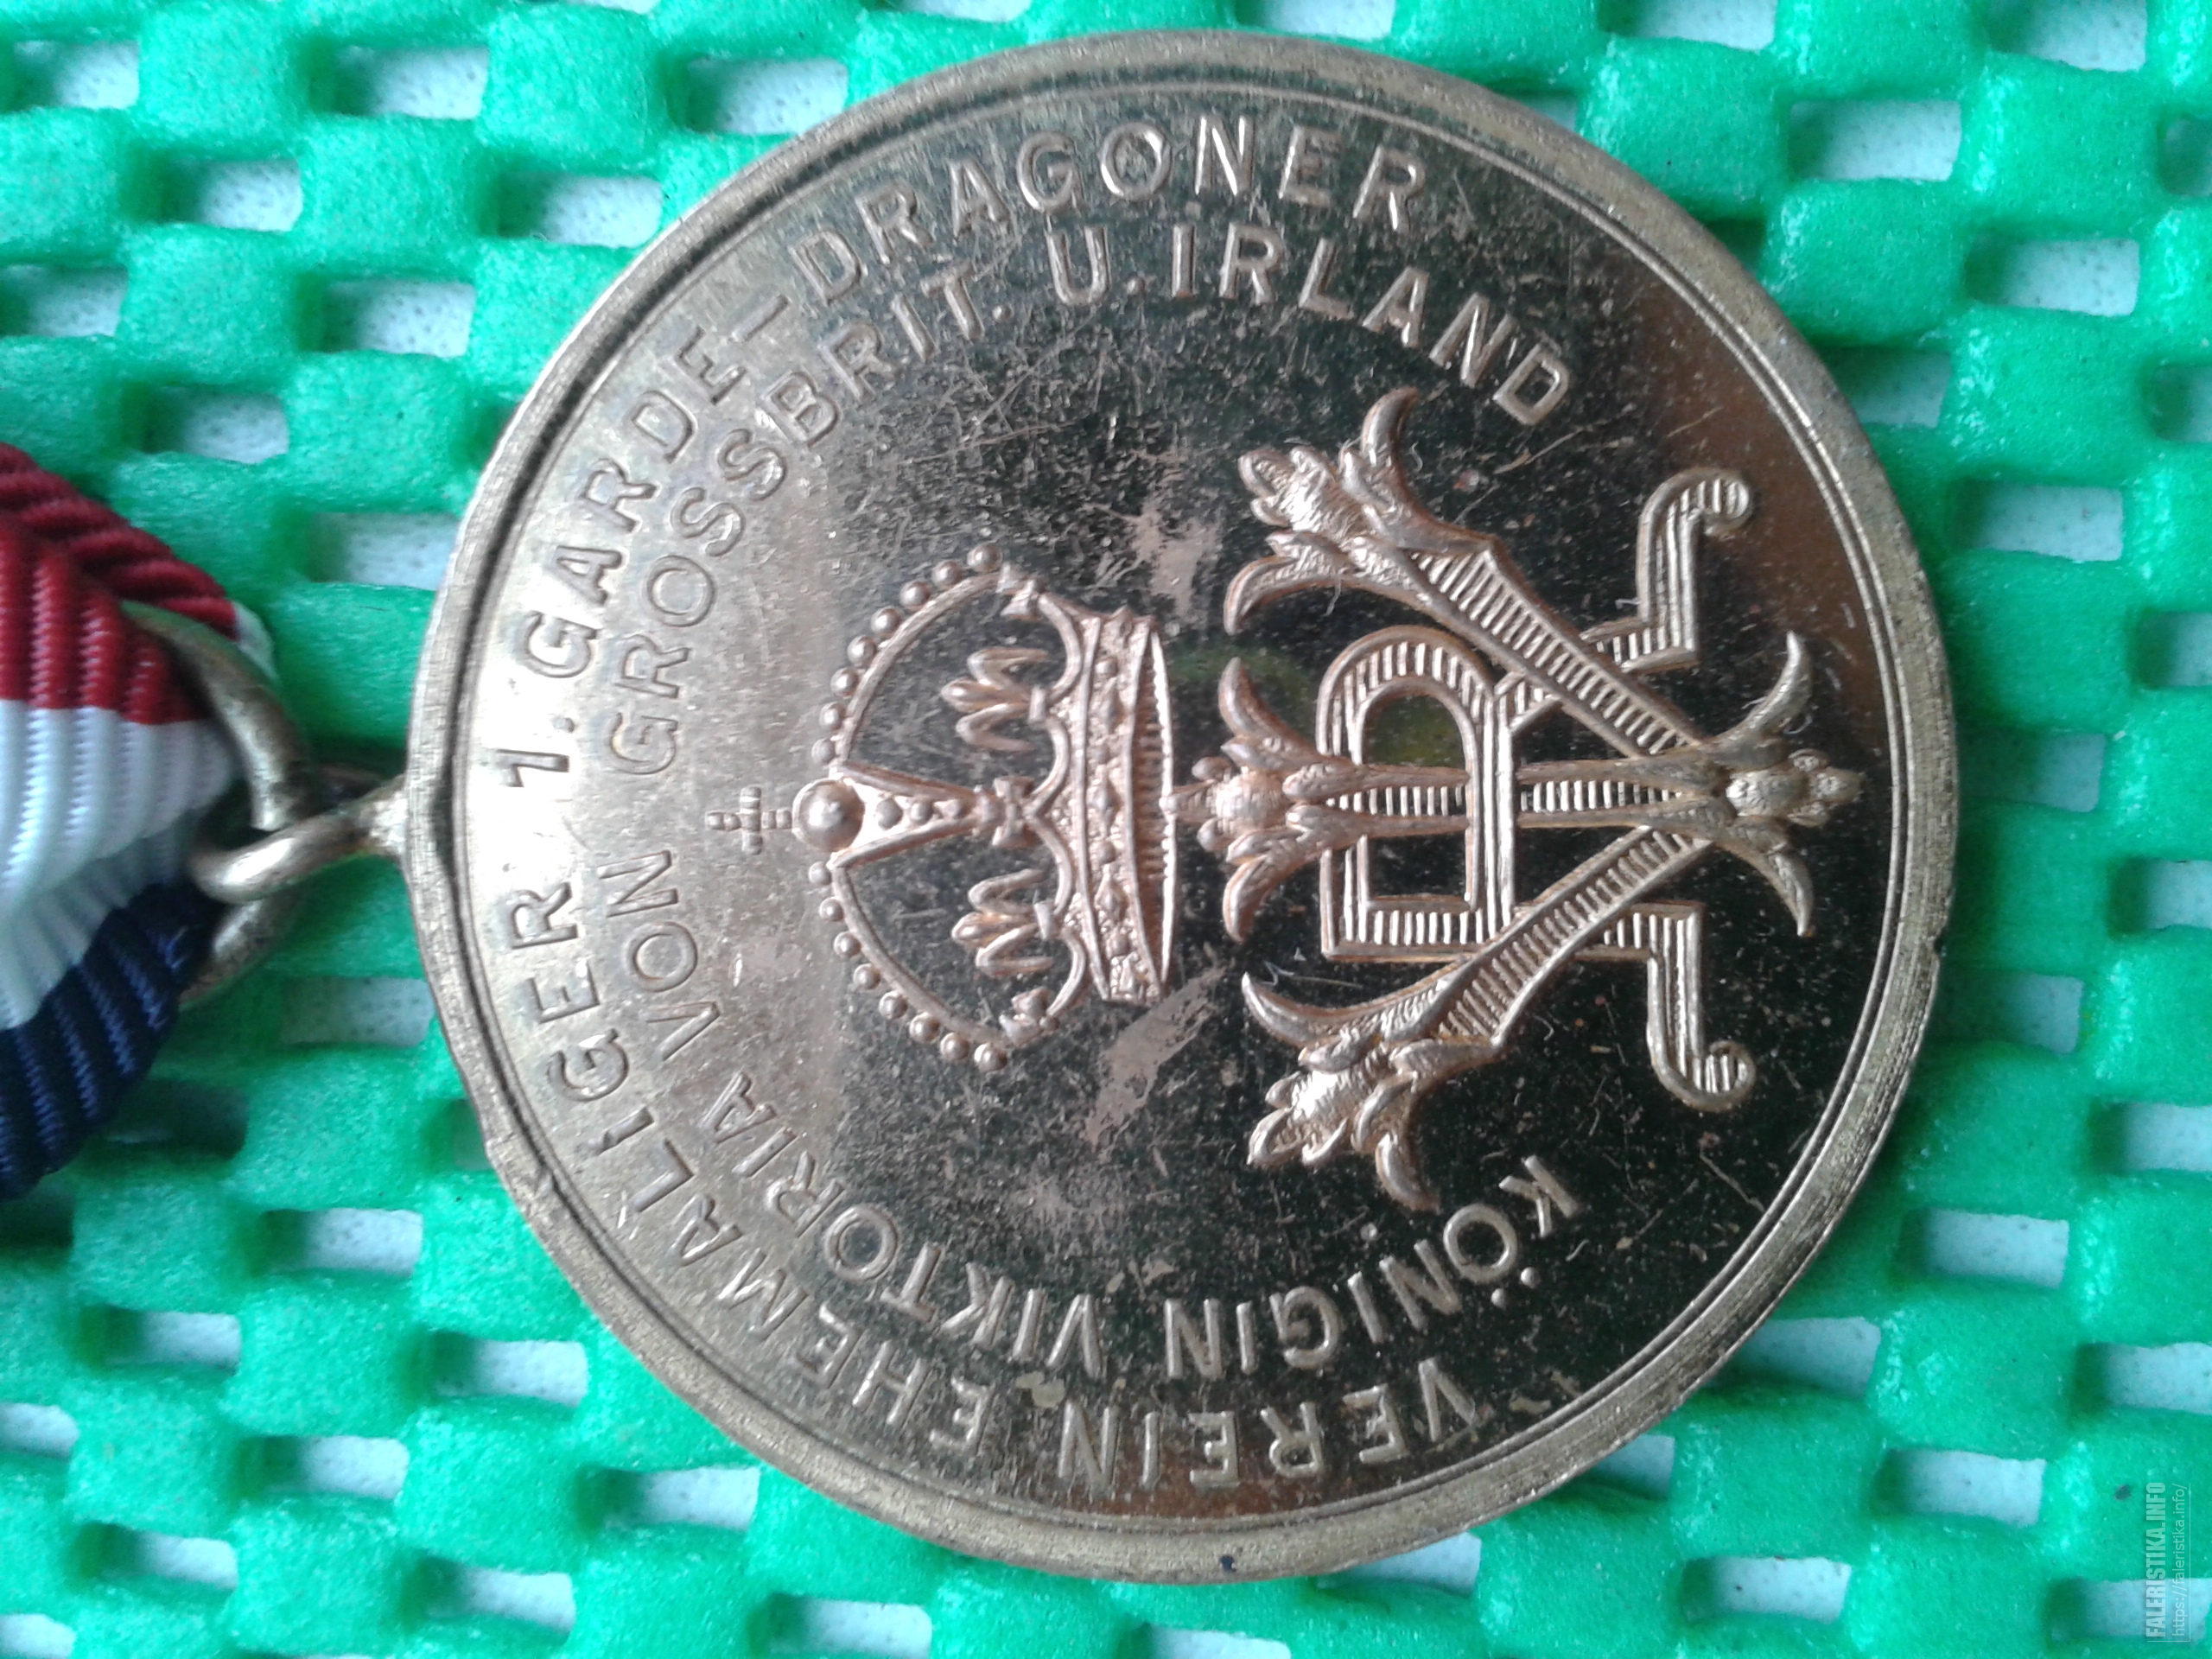 VEREIN EHEMALIGER 1. GARDE-DRAGONER
KÖNIGIN VIKTORIA VON GROSSBRIT. U. IRLAND
FALERISTIKA.INFO
https://faleristika.info/